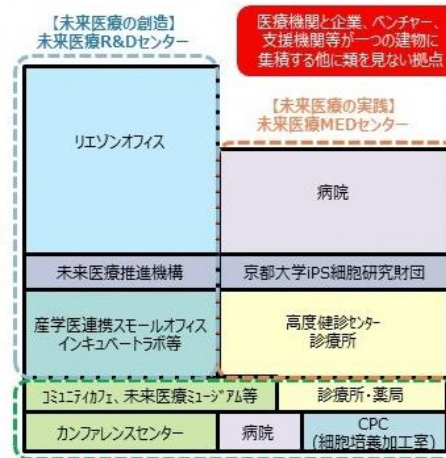 【未来医療の創造】
未来医療R&Dセンター
医療機関と企業、ベンチャー
支援機関等が一つの建物に
集積する他に類を見ない拠点
【未来医療の実践】
未来医療MEDセンター
リエゾンオフィス
病院
未来医療推進機構
京都大学iPS細胞研究財団
産学医連携スモールオフィス
インキュベートラボ等
高度健診センター
診療所
コミュニティカフェ、未来医療ミュージアム等
診療所・薬局
カンファレンスセンター
病院
CPC
(細胞培養加工室)